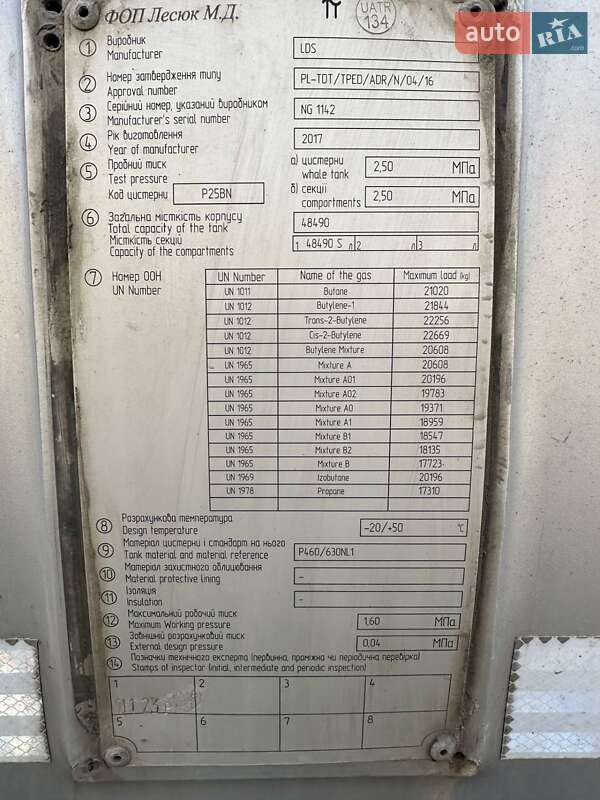 ФОП Лесюк М.Д.
π
UATR
134
auto RIA.com
1 Виробник
Manufacturer
LDS
2 Номер затвердження типу
Approval number
PL-TDT/TPED/ADR/N/04/16
3 Серійний номер, указаний виробником
Manufacturer's serial number
NG 1142
4 Рік виготовлення
Year of manufacturer
2017
5 Пробний тиск
Test pressure
а) цистерни
whale tank
2,50 МПа
Код цистерни P25BN
б) секції
compartments
2,50 МПа
6 Загальна місткість корпусу
Total capacity of the tank
48490
Місткість секцій
Capacity of the compartments
1 48490 S л 2 л 3 л
7 Номер ООН
UN Number
UN Number Name of the gas Maximum load (kg)
UN 1011 Butane 21020
UN 1012 Butylene-1 21844
UN 1012 Trans-2-Butylene 22256
UN 1012 Cis-2-Butylene 22669
UN 1012 Butylene Mixture 20608
UN 1965 Mixture A 20608
UN 1965 Mixture A01 20196
UN 1965 Mixture A02 19783
UN 1965 Mixture A0 19371
UN 1965 Mixture A1 18959
UN 1965 Mixture B1 18547
UN 1965 Mixture B2 18135
UN 1965 Mixture B 17723
UN 1969 Izobutane 20196
UN 1978 Propane 17310
8 Розрахункова температура
Design temperature
-20/+50 °C
9 Матеріал цистерни і стандарт на нього
Tank material and material reference
P460/630NL1
10 Матеріал захистного облицювання
Material protective lining
-
11 Ізоляція
Insulation
-
12 Максимальний робочий тиск
Maximum Working pressure
1,60 МПа
13 Зовнішній розрахунковий тиск
External design pressure
0,04 МПа
14 Позначки технічного експерта (первинна, проміжна чи періодична перевірка)
Stamps of inspector (initial, intermediate and periodic inspection)
1 2 3 4
5 6 7 8